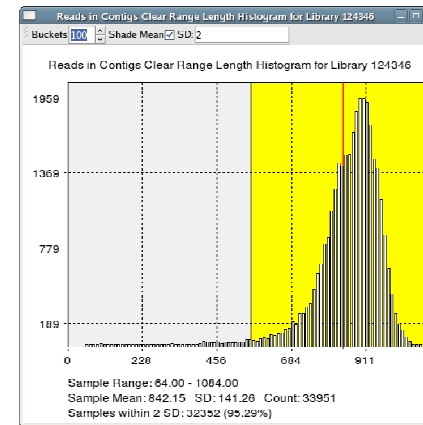 Reads in Contigs Clear Range Length Histogram for Library 124346
Buckets 100 Shade Mean SD: 2
Reads in Contigs Clear Range Length Histogram for Library 124346
1959
1369
779
189
0 228 456 684 911
Sample Range: 64.00 - 1084.00
Sample Mean: 842.15 SD: 141.26 Count: 33951
Samples within 2 SD: 32352 (95.29%)